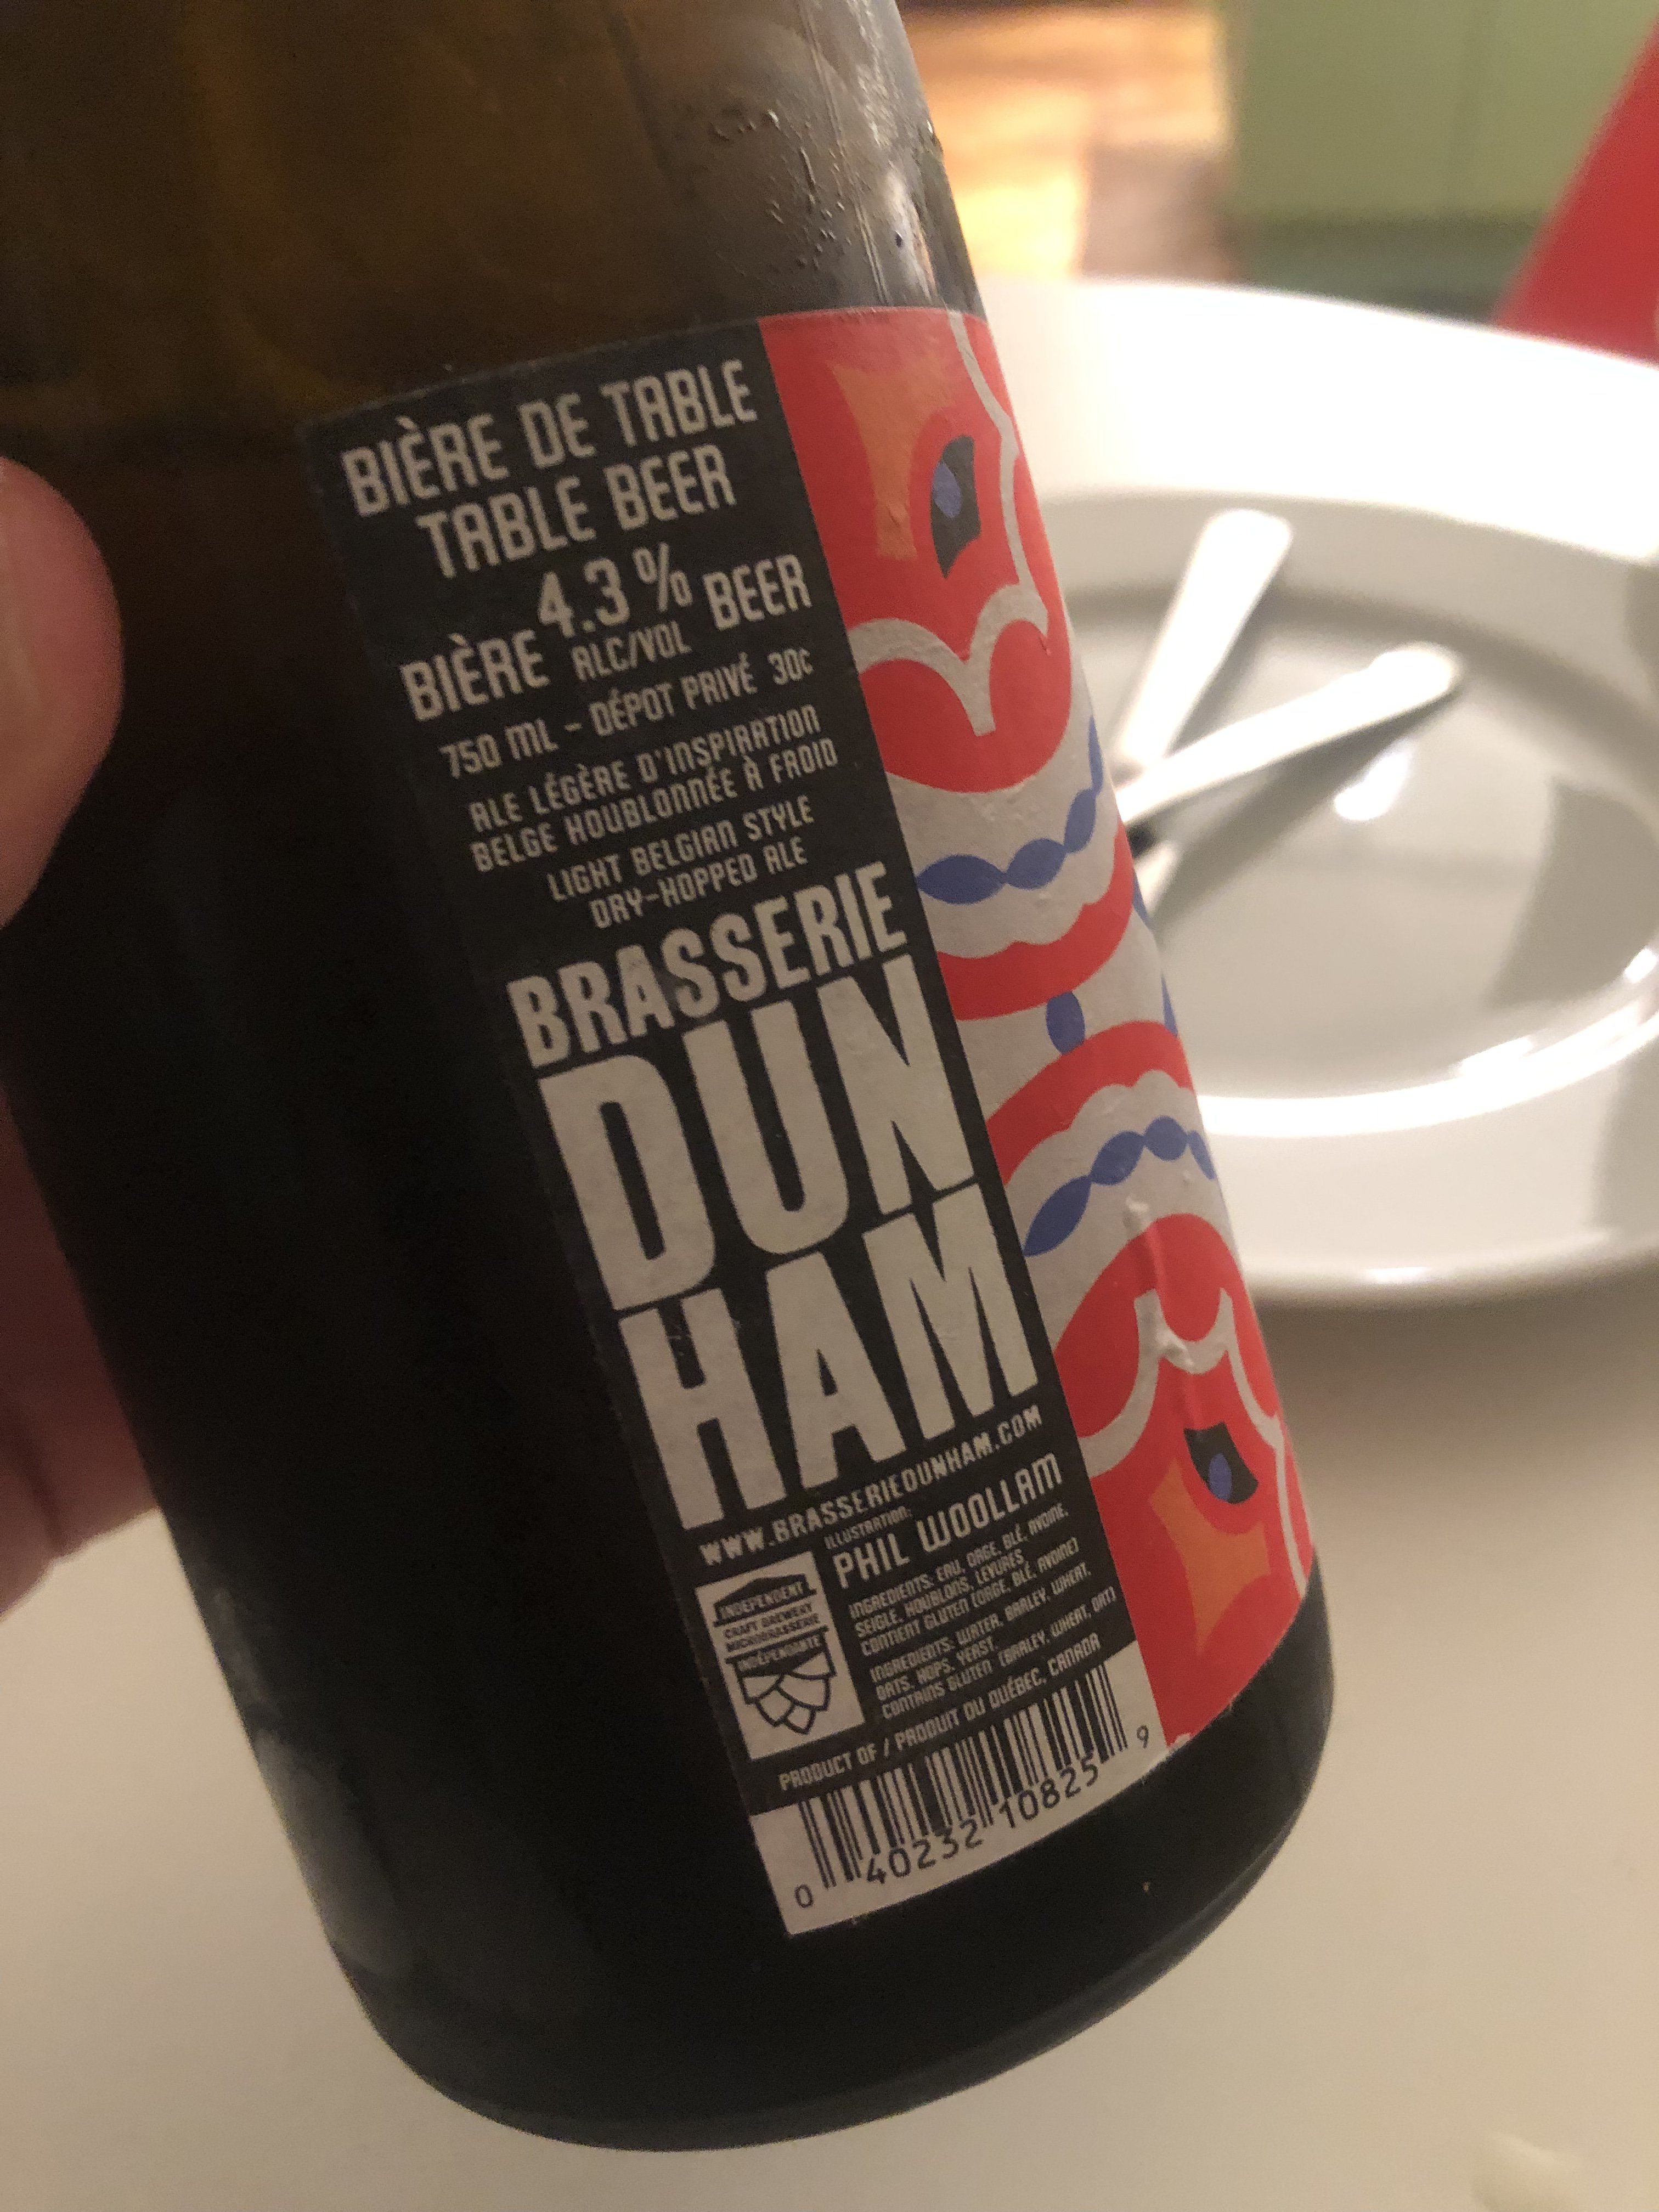 BIÈRE DE TABLE
TABLE BEER
BIÈRE 4.3 % BEER
ALC/VOL
750 ML - DÉPOT PRIVÉ 30¢
ALE LÉGÈRE D'INSPIRATION
BELGE HOUBLONNÉE À FROID
LIGHT BELGIAN STYLE
DRY-HOPPED ALE
BRASSERIE
DUN
HAM
WWW.BRASSERIEDUNHAM.COM
ILLUSTRATION:
PHIL WOOLLAM
INGREDIENTS: EAU, ORGE, BLÉ, AVOINE,
SEIGLE, HOUBLONS, LEVURES
CONTIENT GLUTEN (ORGE, BLÉ, AVOINE)
INGREDIENTS: WATER, BARLEY, WHEAT,
OATS, HOPS, YEAST.
CONTAINS GLUTEN (BARLEY, WHEAT, OAT)
INDEPENDENT
CRAFT BREWERY
MICROBRASSERIE
INDÉPENDANTE
PRODUCT OF / PRODUIT DU QUÉBEC, CANADA
0 40232 10825 9